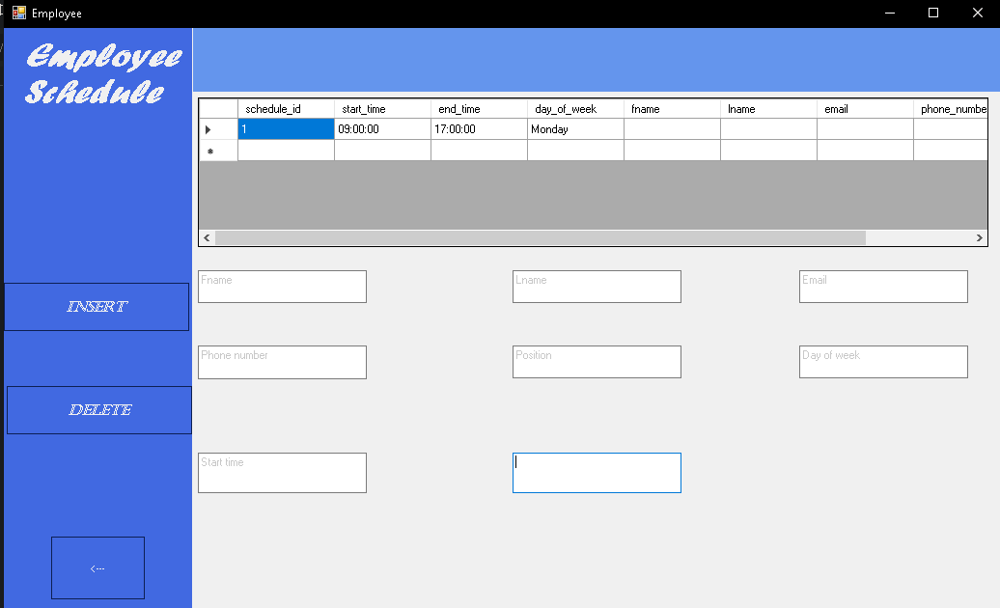 Employee
Employee
Schedule
schedule_id start_time end_time day_of_week fname lname email phone_numbe
1 09:00:00 17:00:00 Monday
Fname Lname Email
INSERT
Phone number Position Day of week
DELETE
Start time
<---